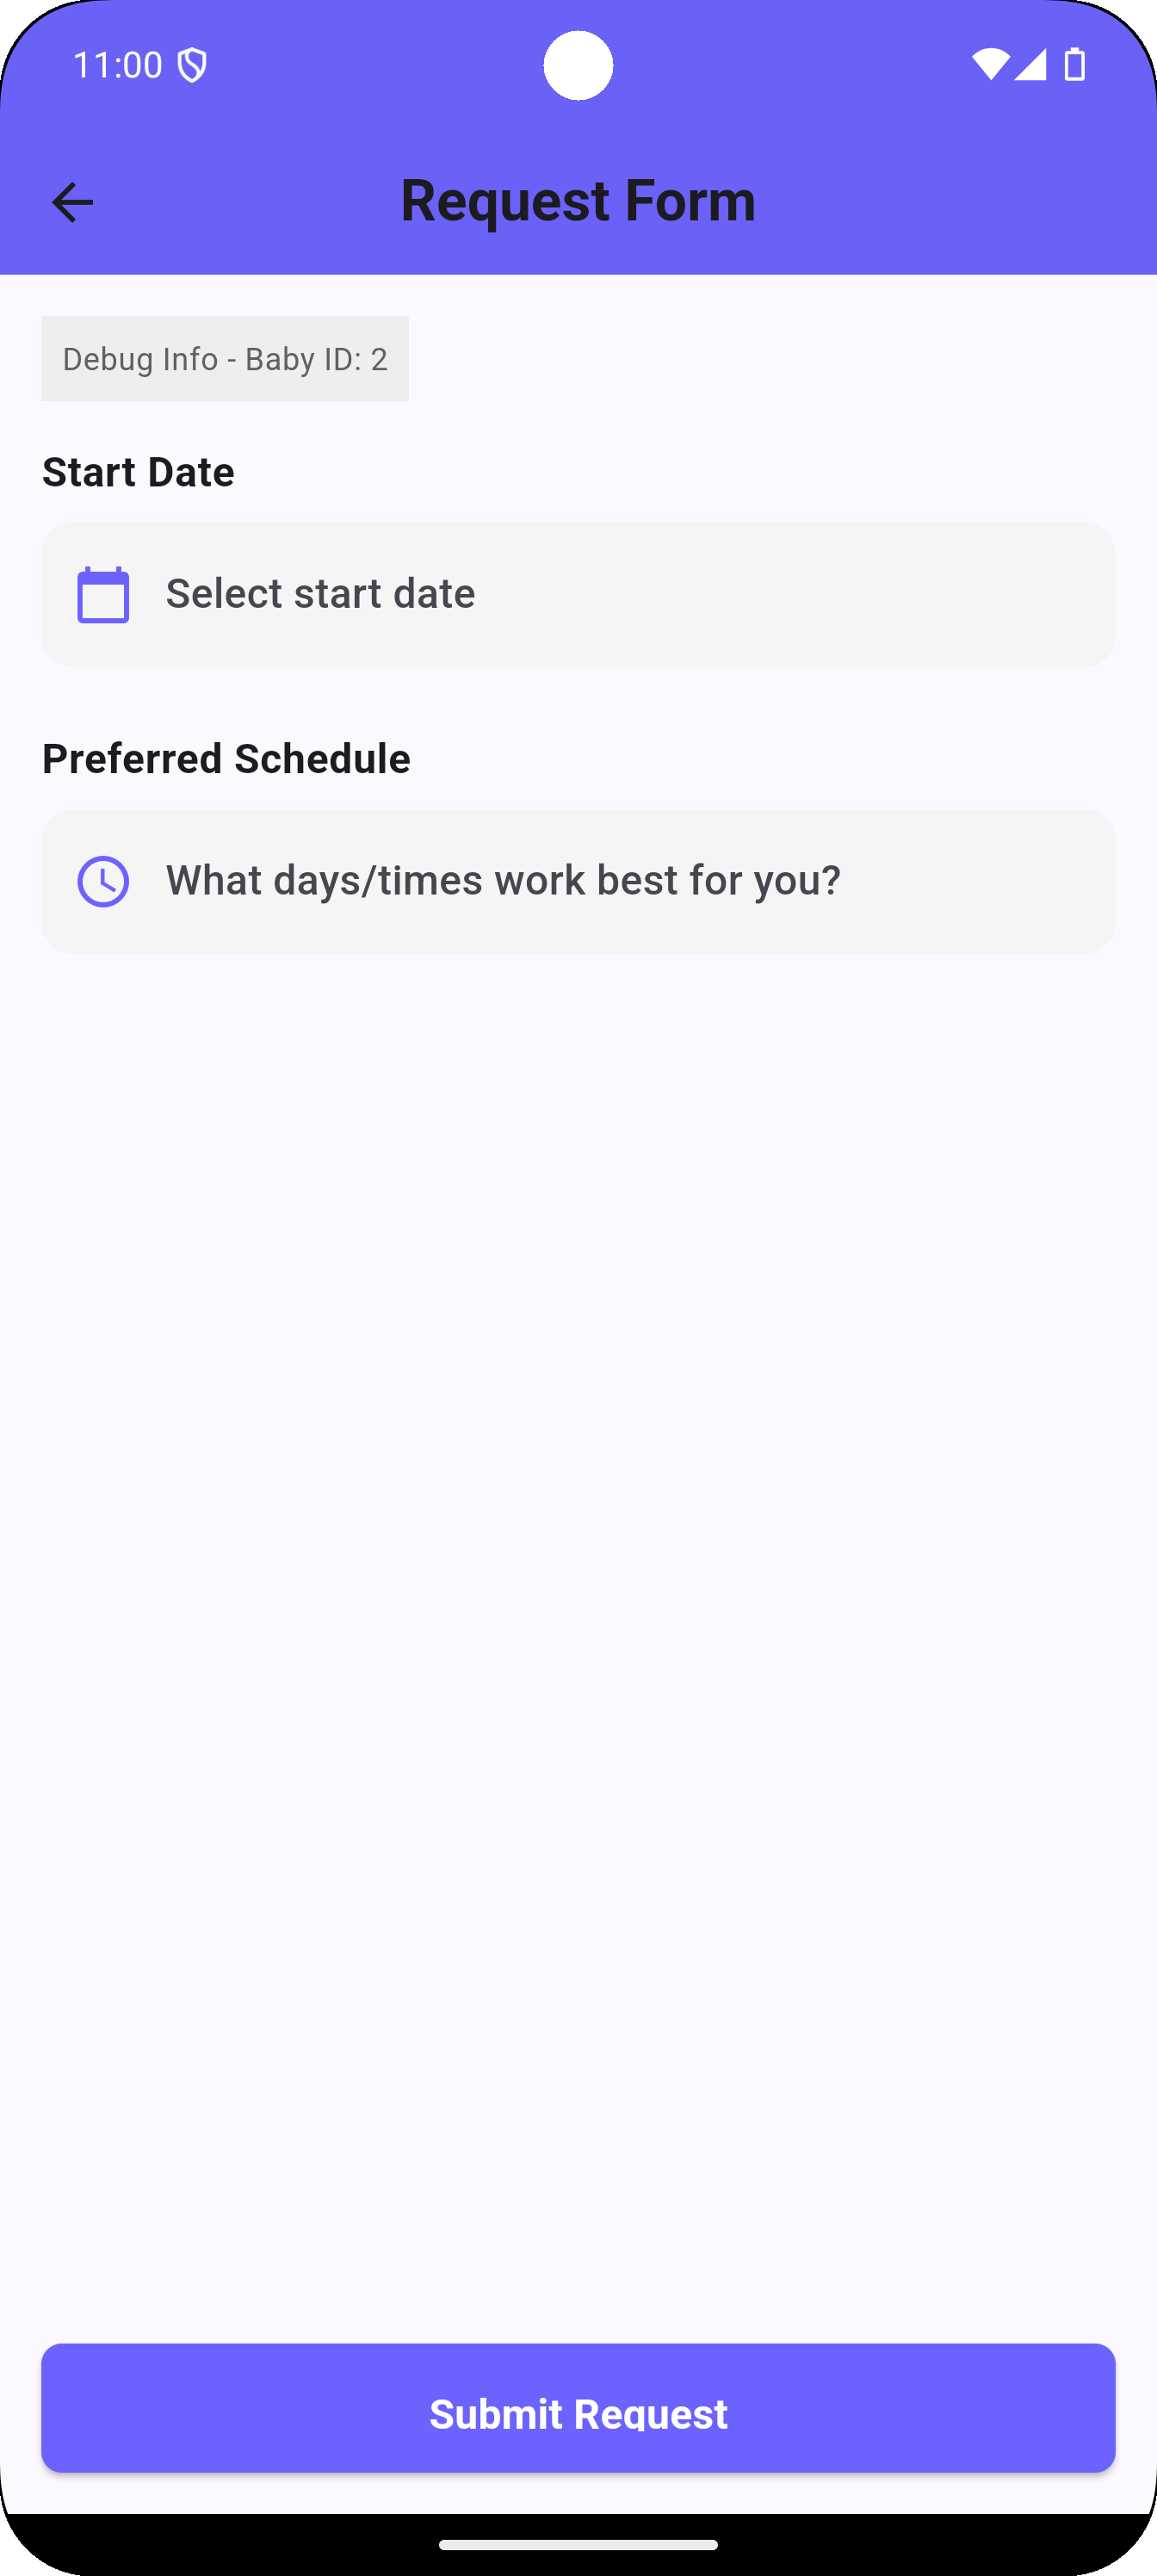 11:00
Request Form
Debug Info - Baby ID: 2
Start Date
Select start date
Preferred Schedule
What days/times work best for you?
Submit Request